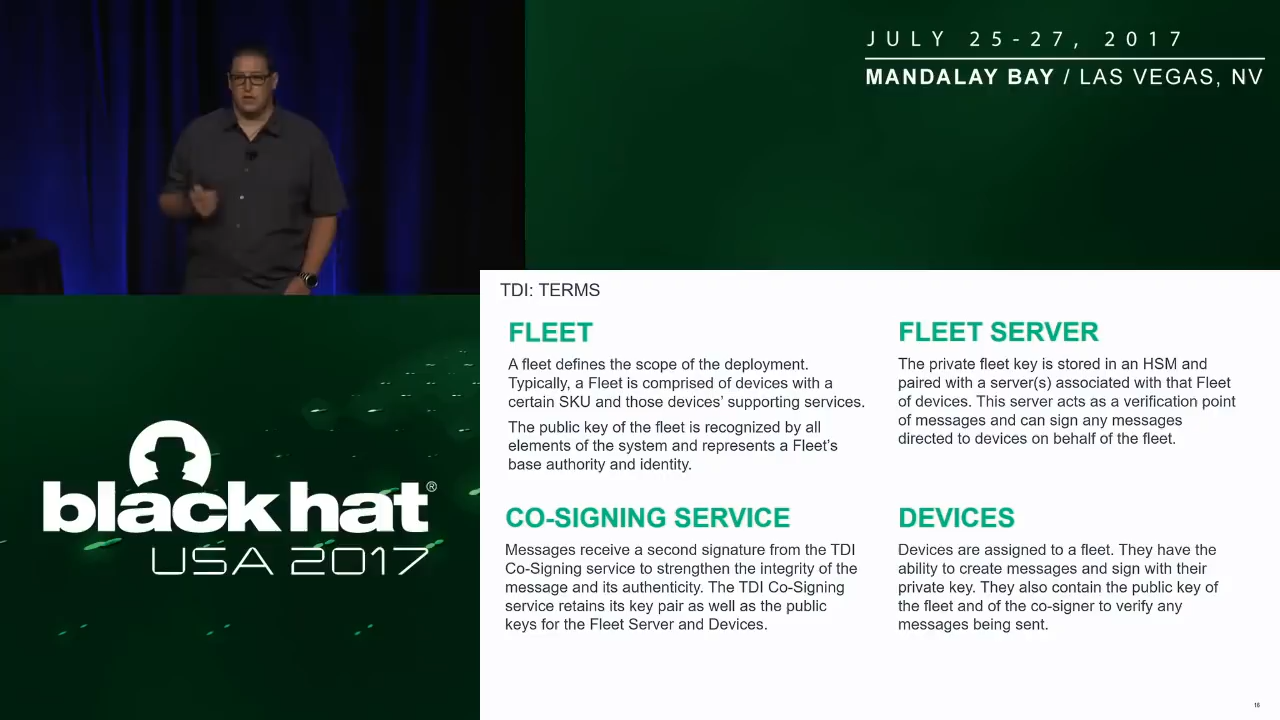 JULY 25-27, 2017
MANDALAY BAY / LAS VEGAS, NV
TDI: TERMS
FLEET
A fleet defines the scope of the deployment.
Typically, a Fleet is comprised of devices with a
certain SKU and those devices' supporting services.
The public key of the fleet is recognized by all
elements of the system and represents a Fleet's
base authority and identity.
FLEET SERVER
The private fleet key is stored in an HSM and
paired with a server(s) associated with that Fleet
of devices. This server acts as a verification point
of messages and can sign any messages
directed to devices on behalf of the fleet.
CO-SIGNING SERVICE
Messages receive a second signature from the TDI
Co-Signing service to strengthen the integrity of the
message and its authenticity. The TDI Co-Signing
service retains its key pair as well as the public
keys for the Fleet Server and Devices.
DEVICES
Devices are assigned to a fleet. They have the
ability to create messages and sign with their
private key. They also contain the public key of
the fleet and of the co-signer to verify any
messages being sent.
16
black hat®
USA 2017